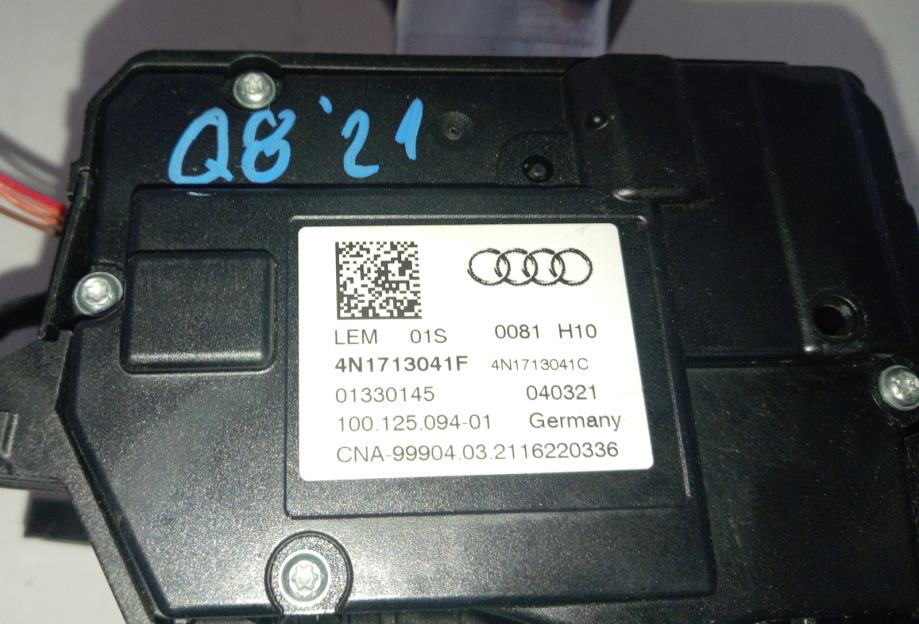 Q8 '21
LEM 01S 0081 H10
4N1713041F 4N1713041C
01330145 040321
100.125.094-01 Germany
CNA-99904.03.2116220336